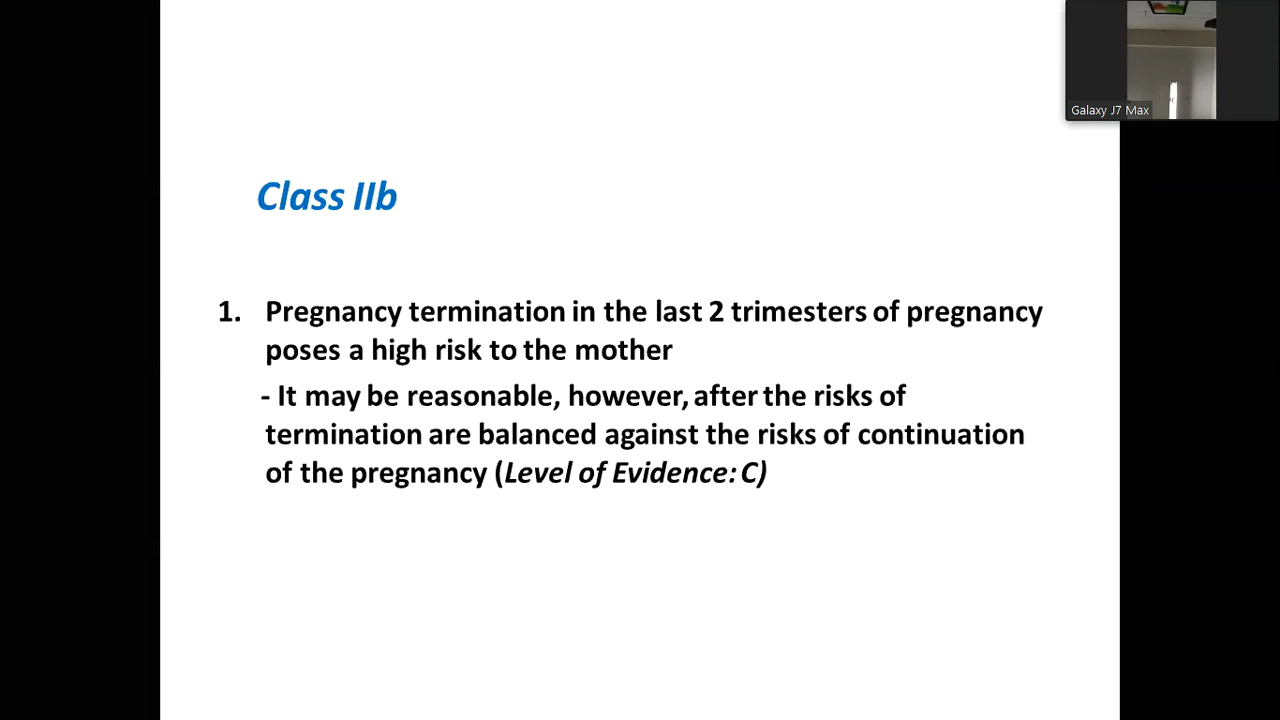 Galaxy J7 Max
Class IIb
1. Pregnancy termination in the last 2 trimesters of pregnancy
poses a high risk to the mother
- It may be reasonable, however, after the risks of
termination are balanced against the risks of continuation
of the pregnancy (Level of Evidence: C)